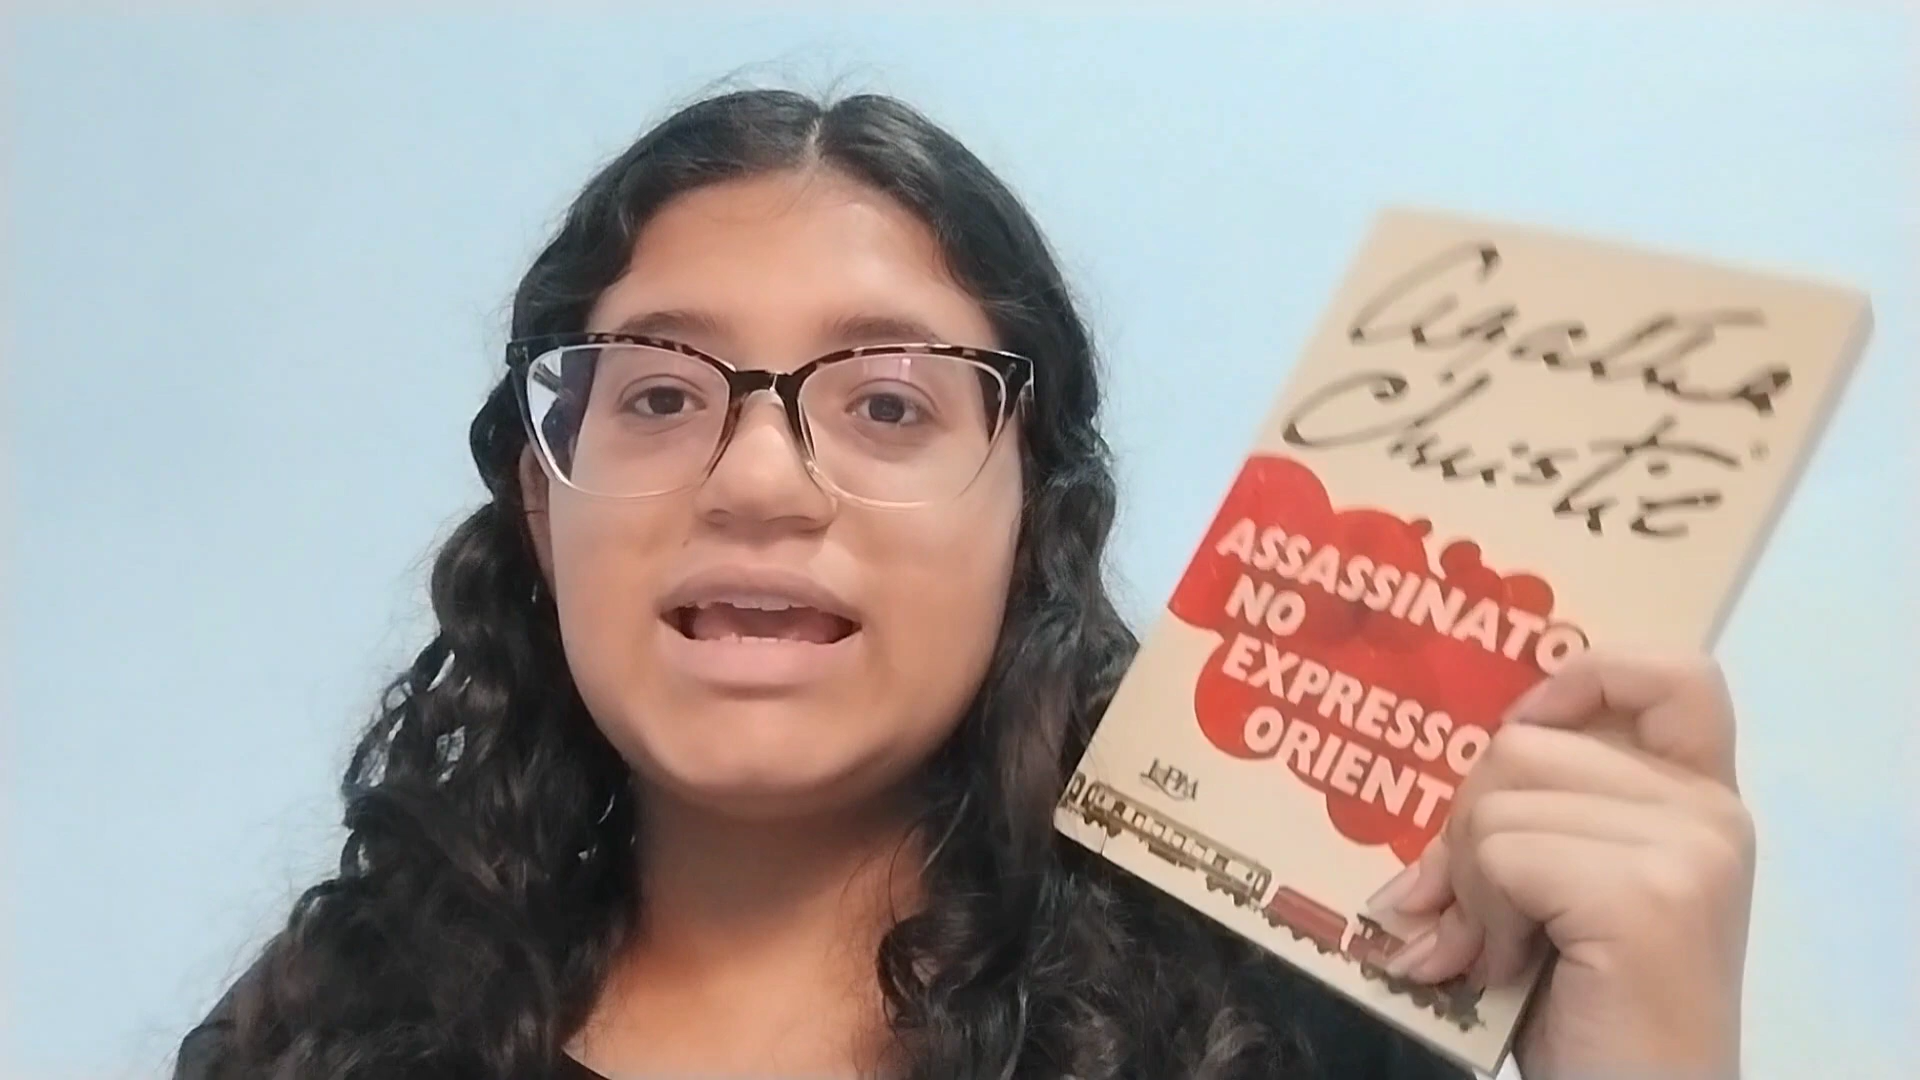 Agatha
Christie
ASSASSINATO
NO
EXPRESSO
ORIENT
L&PM